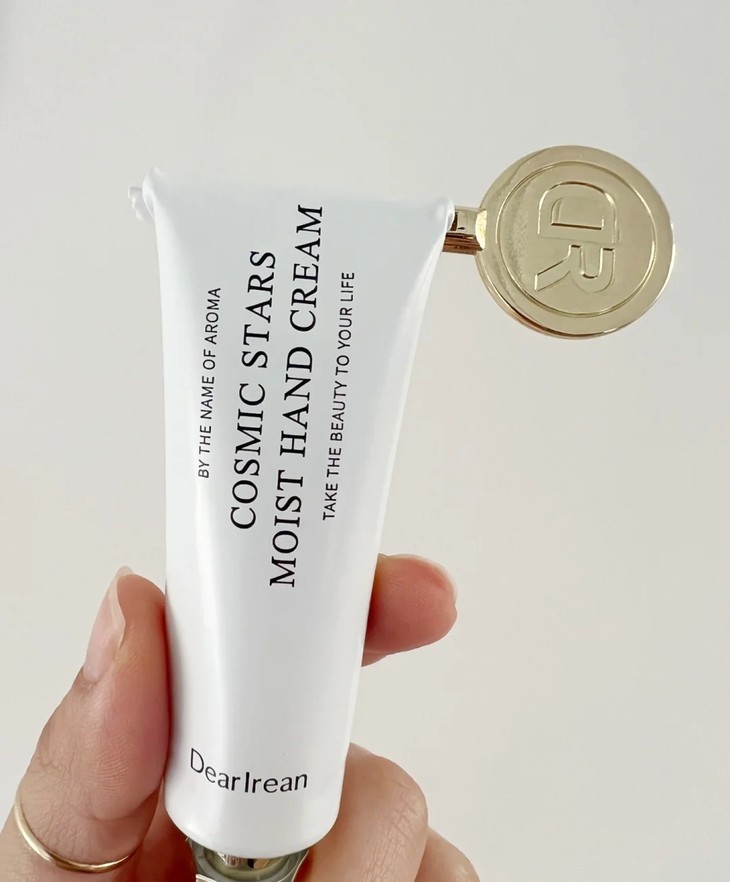 BY THE NAME OF AROMA
COSMIC STARS
MOIST HAND CREAM
TAKE THE BEAUTY TO YOUR LIFE
DearIrean
DR